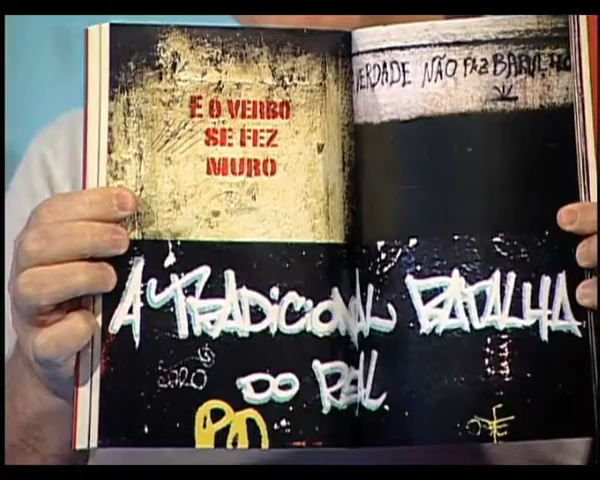 E O VERBO
SE FEZ
MURO
VERDADE NÃO FAZ BARULHO
A TRADICIONAL BATALHA
DO REAL